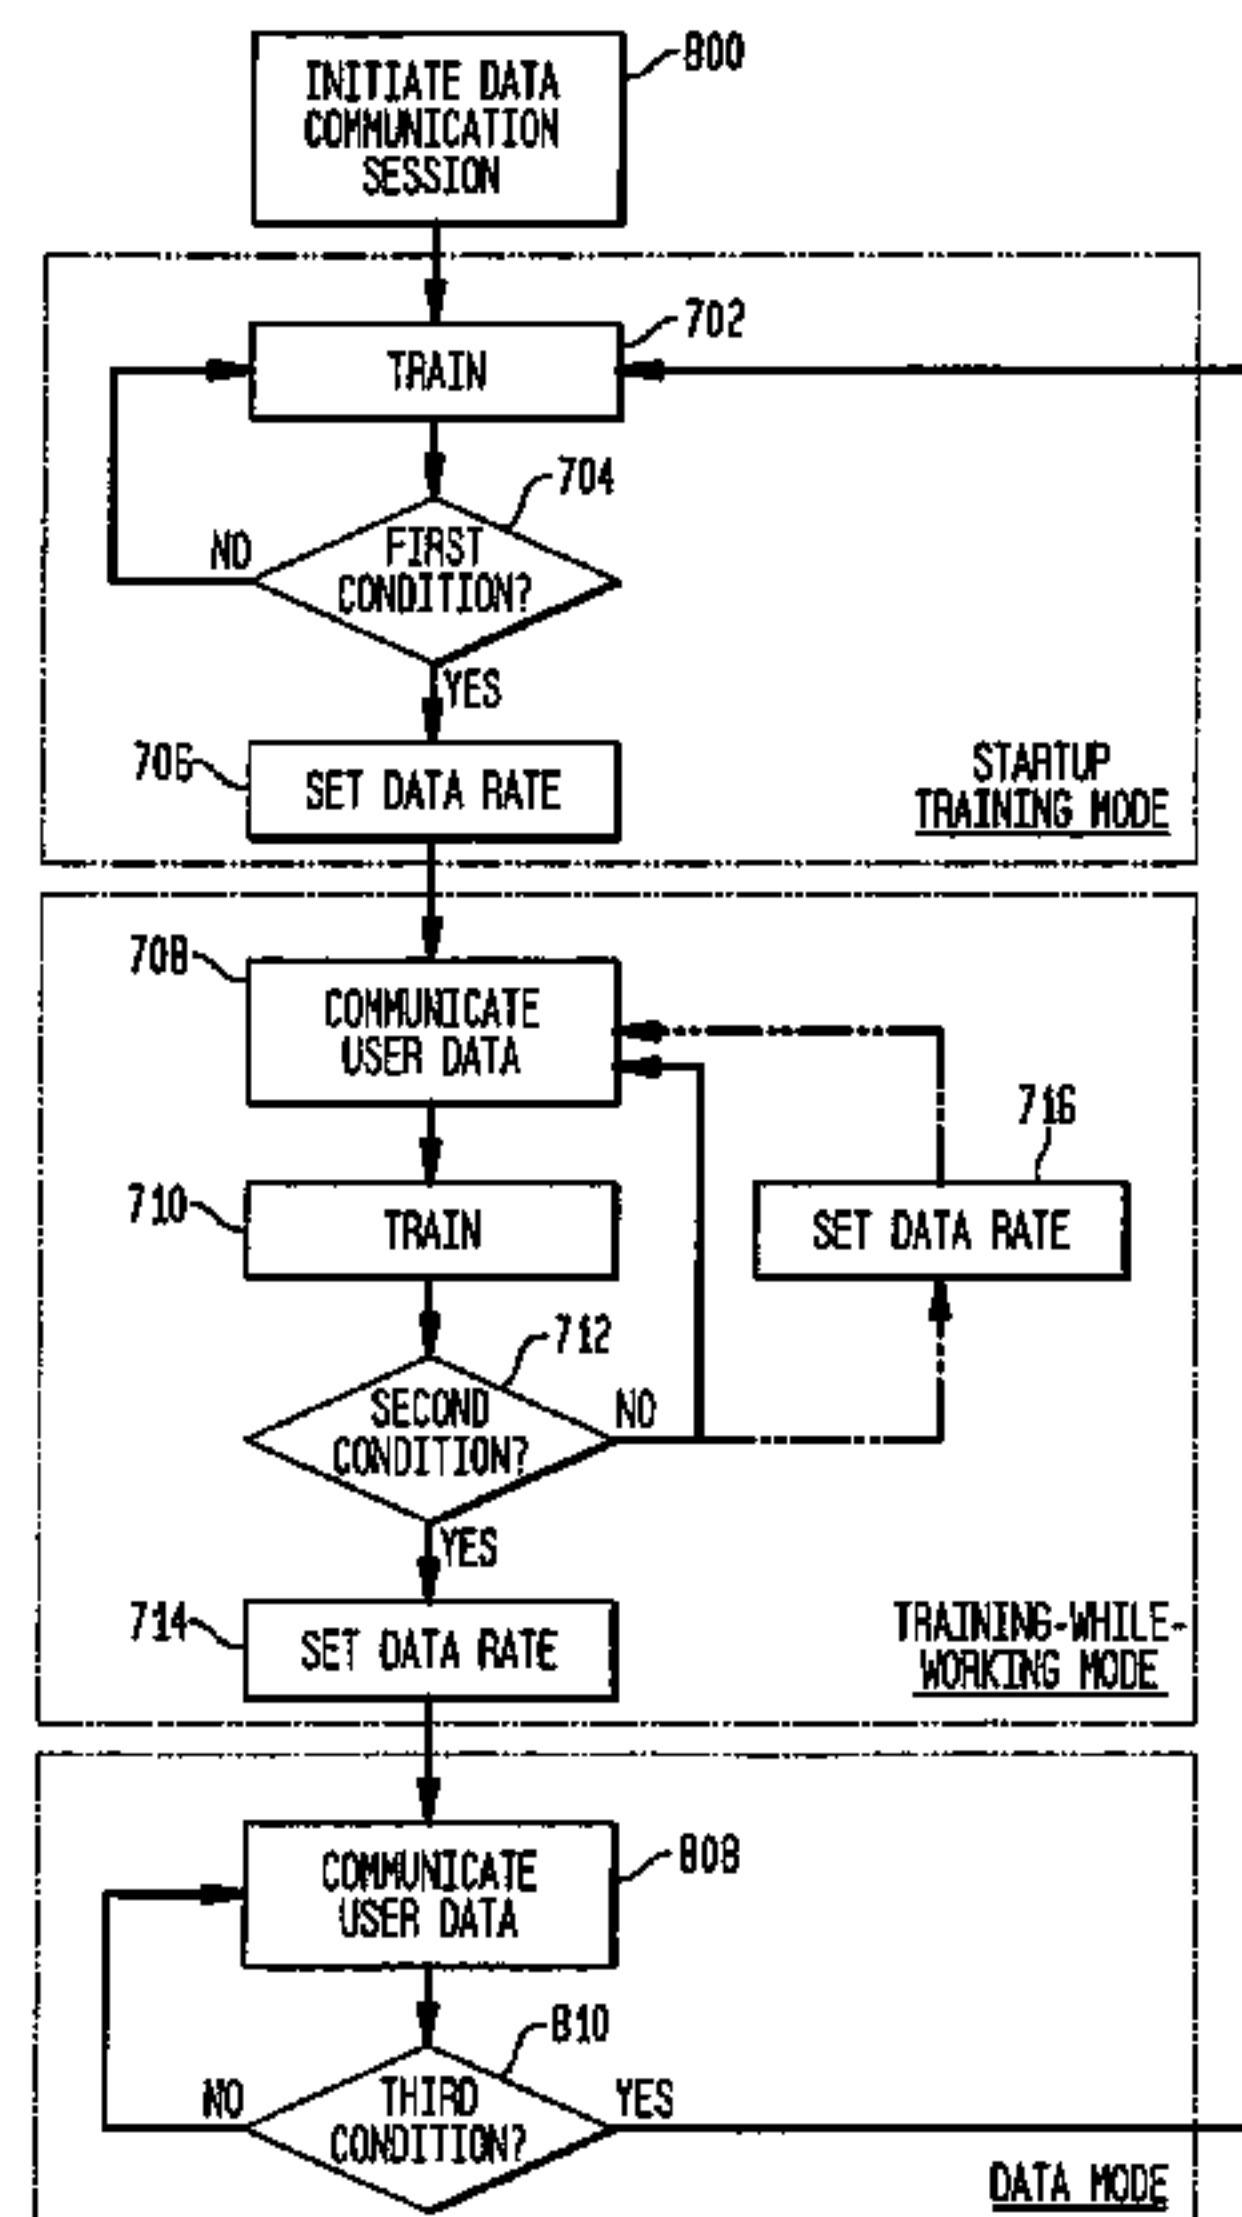 800
INITIATE DATA
COMMUNICATION
SESSION
702
TRAIN
704
NO
FIRST
CONDITION?
YES
706
SET DATA RATE
STARTUP
TRAINING MODE
708
COMMUNICATE
USER DATA
716
710
TRAIN
SET DATA RATE
712
SECOND
CONDITION?
NO
YES
714
SET DATA RATE
TRAINING-WHILE-
WORKING MODE
808
COMMUNICATE
USER DATA
810
NO
THIRD
CONDITION?
YES
DATA MODE